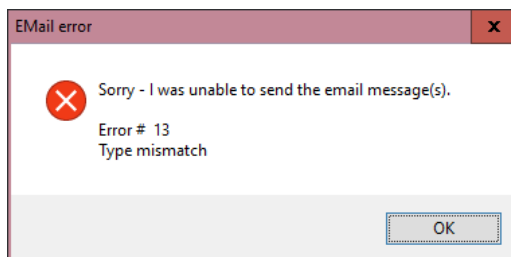 EMail error
x
Sorry - I was unable to send the email message(s).
Error #  13
Type mismatch
OK